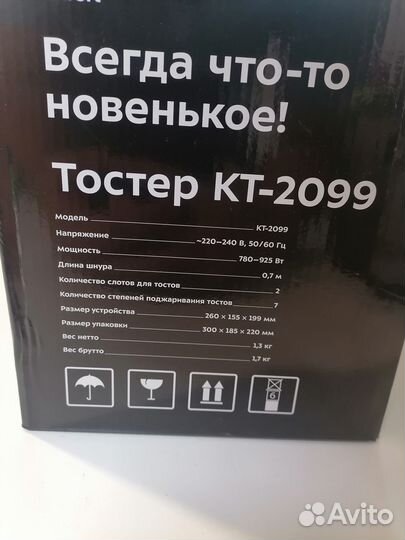 Всегда что-то
новенькое!
Тостер КТ-2099
Модель КТ-2099
Напряжение ~220-240 В, 50/60 Гц
Мощность 780-925 Вт
Длина шнура 0,7 м
Количество слотов для тостов 2
Количество степеней поджаривания тостов 7
Размер устройства 260 × 155 × 199 мм
Размер упаковки 300 × 185 × 220 мм
Вес нетто 1,3 кг
Вес брутто 1,7 кг
6
Avito